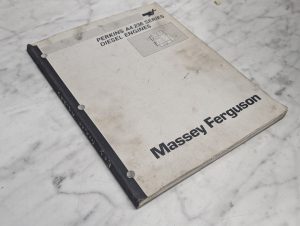 PERKINS A4.236 SERIES
DIESEL ENGINES
Massey Ferguson